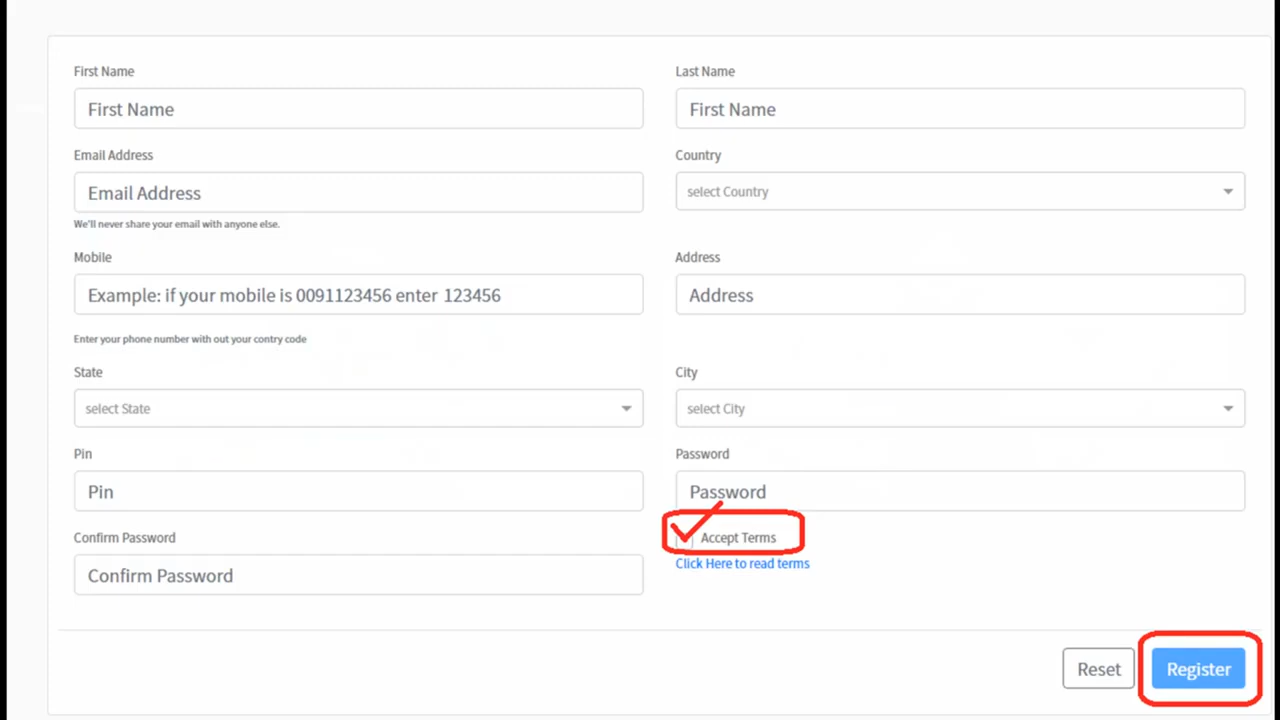 First Name
Last Name
First Name
First Name
Email Address
Country
Email Address
select Country
We'll never share your email with anyone else.
Mobile
Address
Example: if your mobile is 0091123456 enter 123456
Address
Enter your phone number with out your contry code
State
City
select State
select City
Pin
Password
Pin
Password
Confirm Password
Accept Terms
Confirm Password
Click Here to read terms
Reset
Register